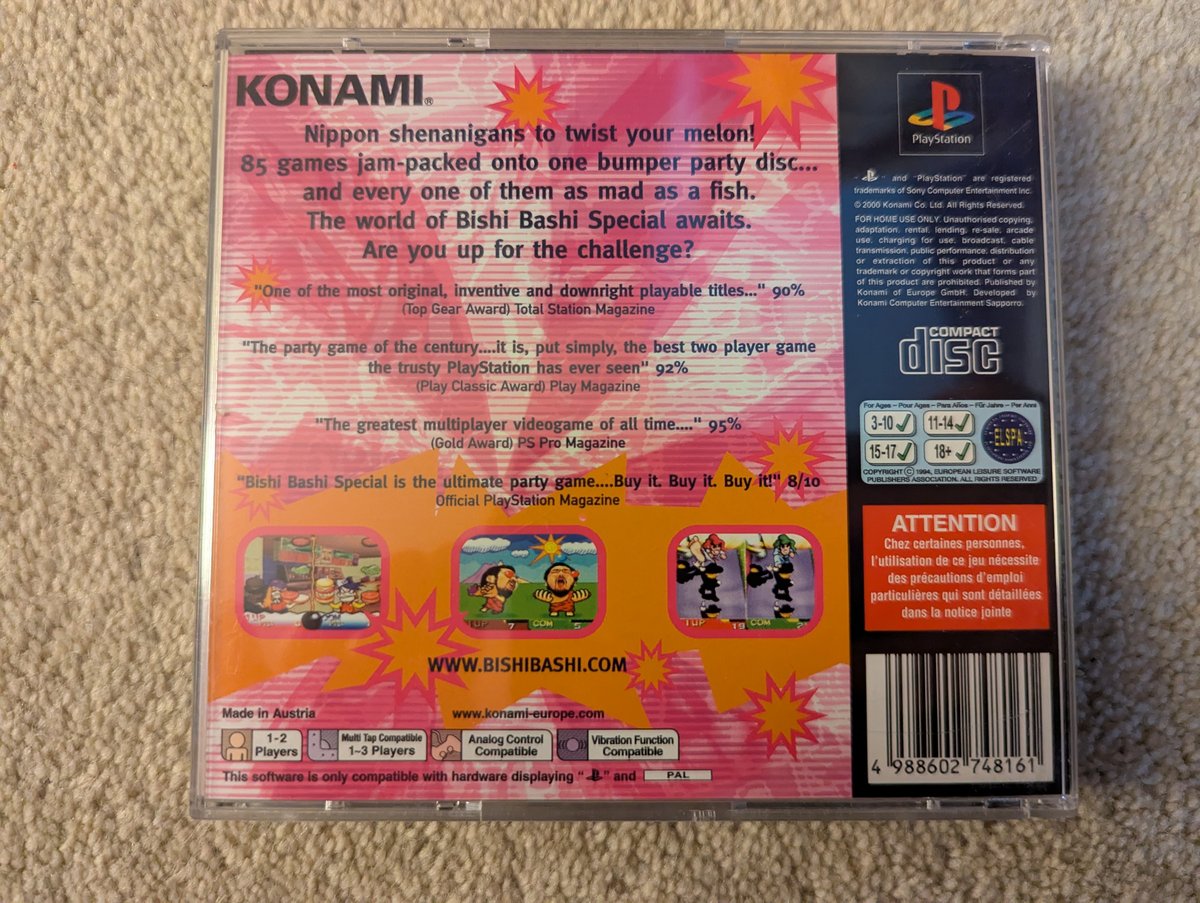 KONAMI®
Nippon shenanigans to twist your melon!
85 games jam-packed onto one bumper party disc...
and every one of them as mad as a fish.
The world of Bishi Bashi Special awaits.
Are you up for the challenge?
"One of the most original, inventive and downright playable titles..." 90%
(Top Gear Award) Total Station Magazine
"The party game of the century....it is, put simply, the best two player game
the trusty PlayStation has ever seen" 92%
(Play Classic Award) Play Magazine
"The greatest multiplayer videogame of all time...." 95%
(Gold Award) PS Pro Magazine
"Bishi Bashi Special is the ultimate party game....Buy it. Buy it. Buy it!" 8/10
Official PlayStation Magazine
1UP 7 COM 5
1UP 19 COM 2
WWW.BISHIBASHI.COM
Made in Austria
www.konami-europe.com
1-2
Players
Multi Tap Compatible
1-3 Players
Analog Control
Compatible
Vibration Function
Compatible
This software is only compatible with hardware displaying " " and PAL
PlayStation
" " and "PlayStation" are registered
trademarks of Sony Computer Entertainment Inc.
© 2000 Konami Co. Ltd. All Rights Reserved.
FOR HOME USE ONLY. Unauthorised copying,
adaptation, rental, lending, re-sale, arcade
use, charging for use, broadcast, cable
transmission, public performance, distribution
or extraction of this product or any
trademark or copyright work that forms part
of this product are prohibited. Published by
Konami of Europe GmbH. Developed by
Konami Computer Entertainment Sapporro.
COMPACT
disc
For Ages – Pour Ages – Para Años – Für Jahre – Per Anni
3-10 11-14
15-17 18+
ELSPA
COPYRIGHT © 1994, EUROPEAN LEISURE SOFTWARE
PUBLISHERS ASSOCIATION. ALL RIGHTS RESERVED
ATTENTION
Chez certaines personnes,
l'utilisation de ce jeu nécessite
des précautions d'emploi
particulières qui sont détaillées
dans la notice jointe
4 988602 748161